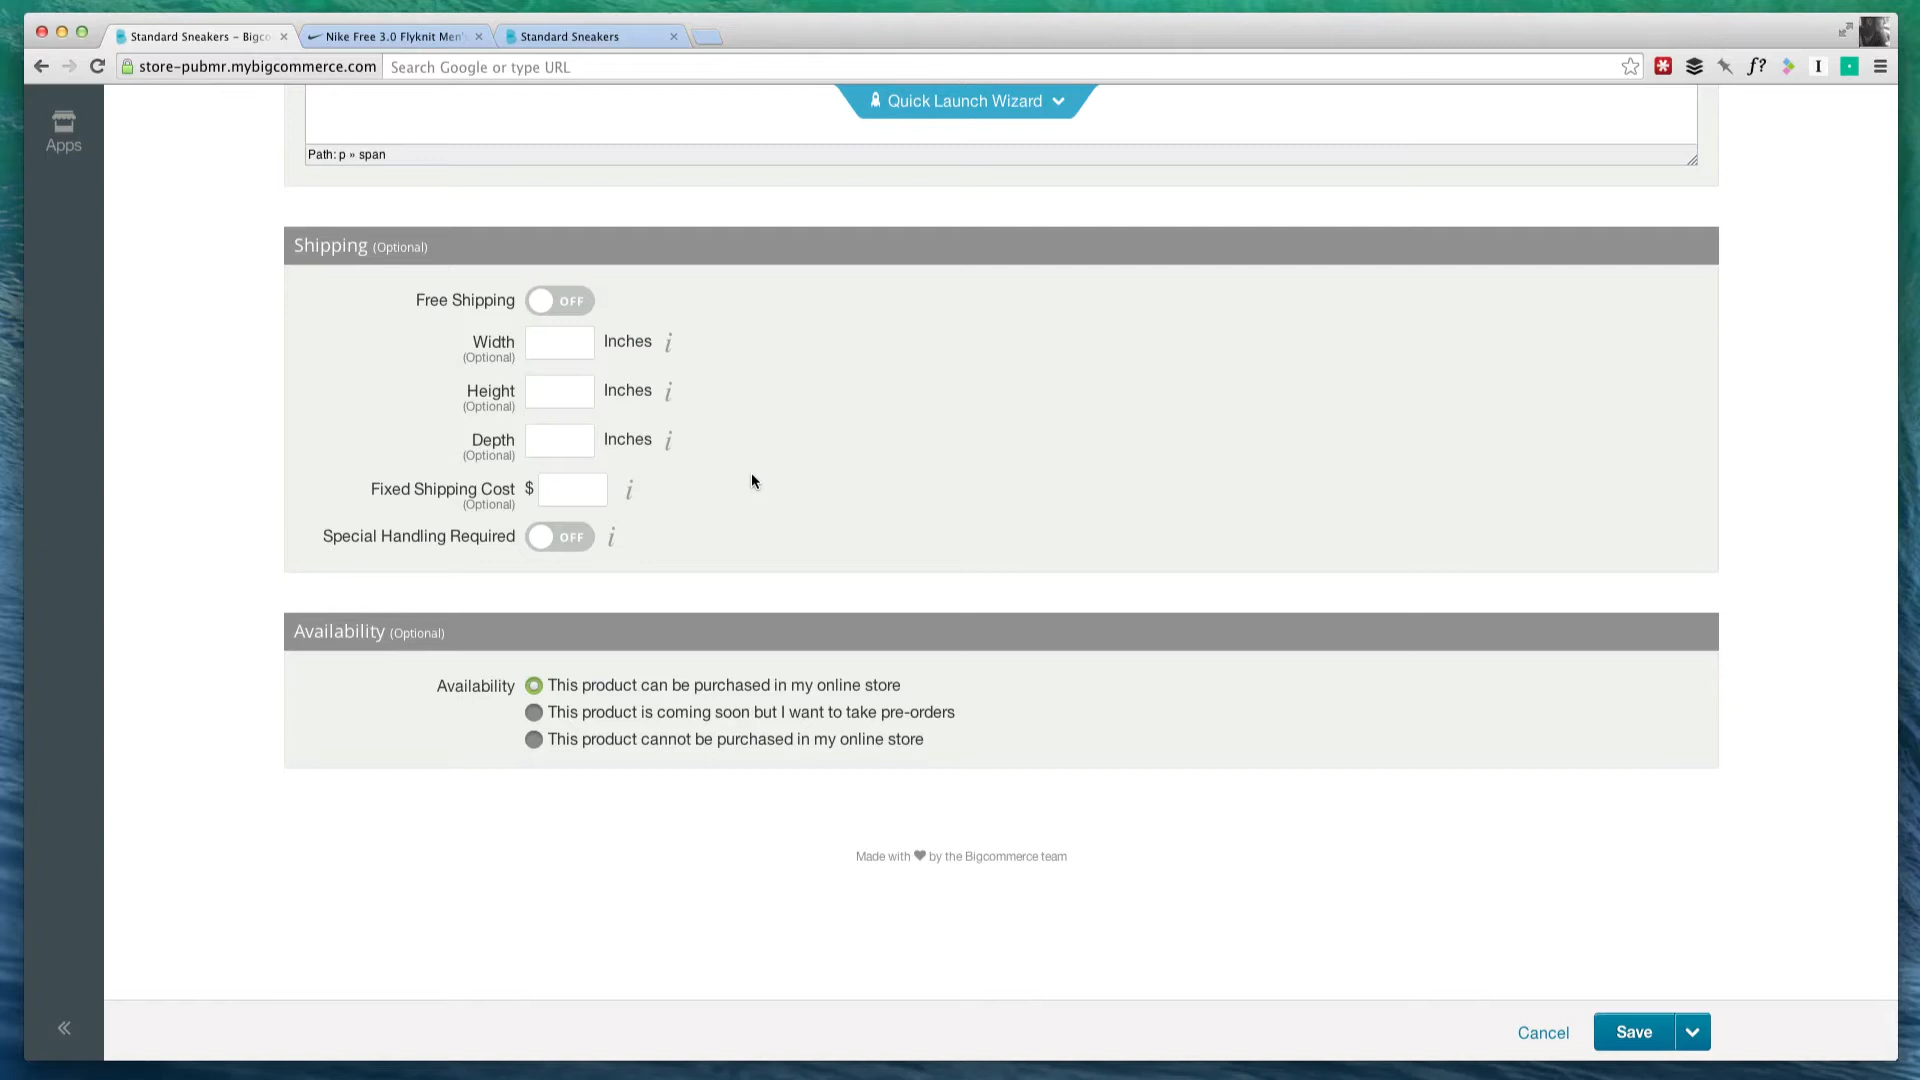 Standard Sneakers – Bigco
Nike Free 3.0 Flyknit Men's
Standard Sneakers
store-pubmr.mybigcommerce.com
Search Google or type URL
f?
I
Apps
Quick Launch Wizard
Path: p » span
Shipping (Optional)
Free Shipping OFF
Width Inches i
(Optional)
Height Inches i
(Optional)
Depth Inches i
(Optional)
Fixed Shipping Cost $ i
(Optional)
Special Handling Required OFF i
Availability (Optional)
Availability This product can be purchased in my online store
This product is coming soon but I want to take pre-orders
This product cannot be purchased in my online store
Made with ♥ by the Bigcommerce team
Cancel
Save